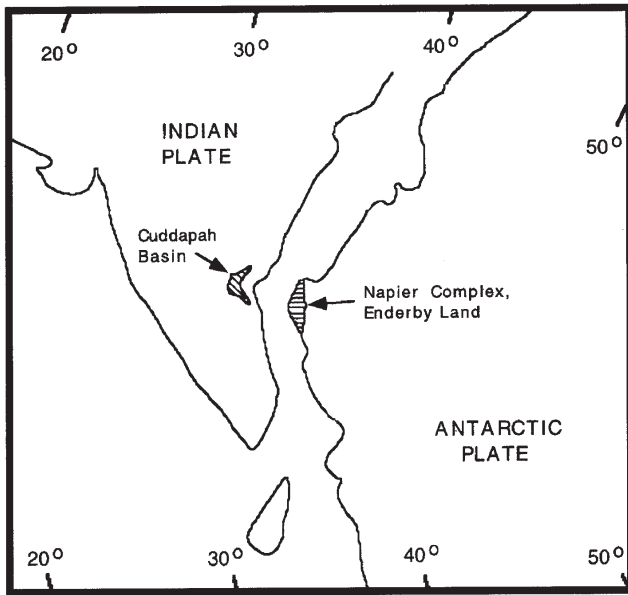 20° 30° 40°
50°
INDIAN
PLATE
Cuddapah
Basin
Napier Complex,
Enderby Land
ANTARCTIC
PLATE
20° 30° 40° 50°